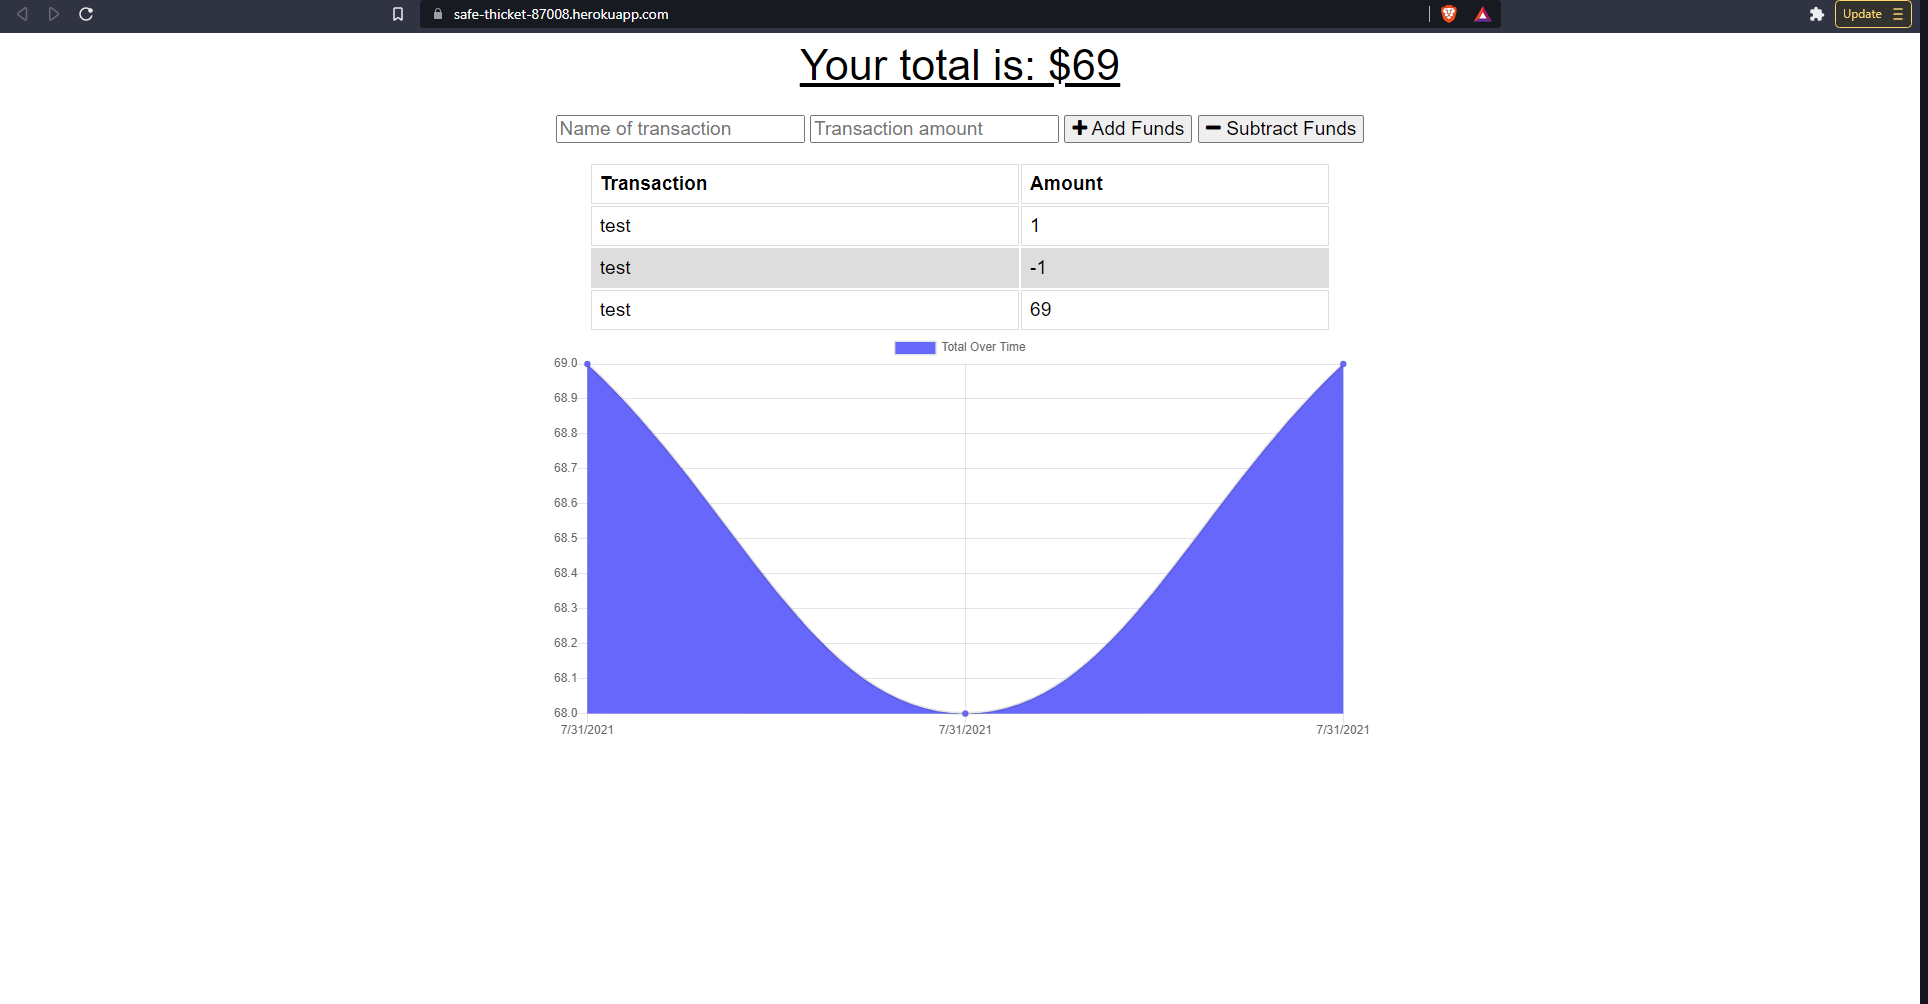 safe-thicket-87008.herokuapp.com
Update
Your total is: $69
Name of transaction Transaction amount Add Funds Subtract Funds
Transaction Amount
test 1
test -1
test 69
Total Over Time
69.0
68.9
68.8
68.7
68.6
68.5
68.4
68.3
68.2
68.1
68.0
7/31/2021 7/31/2021 7/31/2021